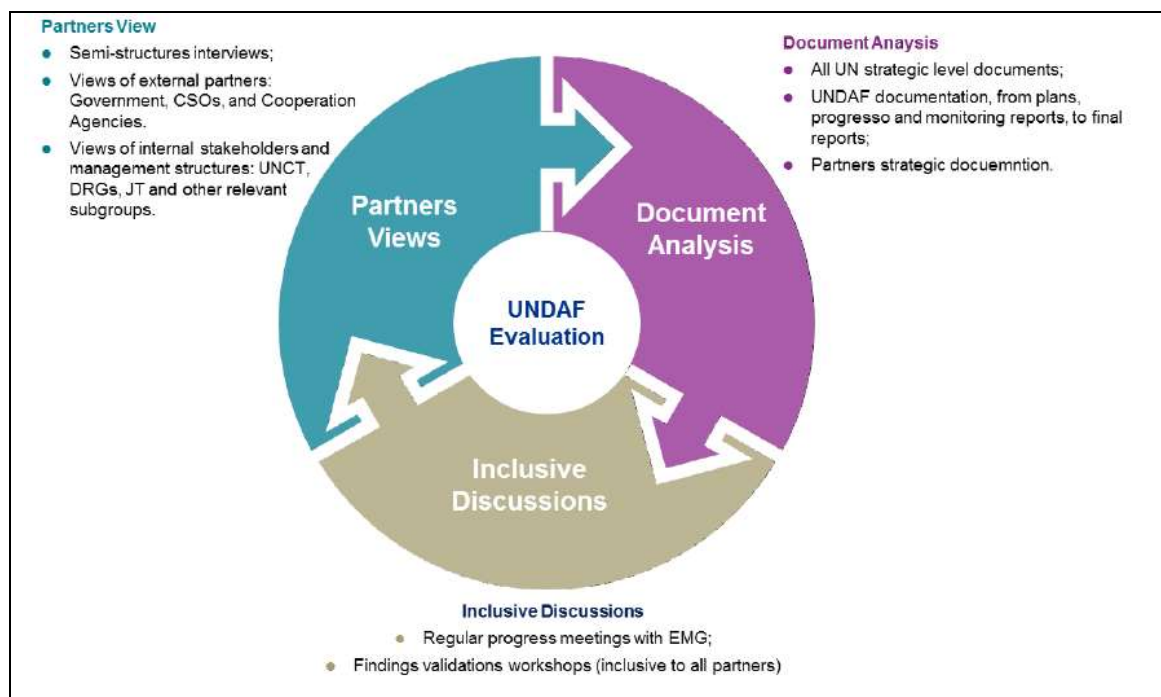 Partners View
● Semi-structures interviews;
● Views of external partners:
Government, CSOs, and Cooperation
Agencies.
● Views of internal stakeholders and
management structures: UNCT,
DRGs, JT and other relevant
subgroups.
Document Anaysis
● All UN strategic level documents;
● UNDAF documentation, from plans,
progresso and monitoring reports, to final
reports;
● Partners strategic docuemntion.
Partners
Views
Document
Analysis
UNDAF
Evaluation
Inclusive
Discussions
Inclusive Discussions
● Regular progress meetings with EMG;
● Findings validations workshops (inclusive to all partners)